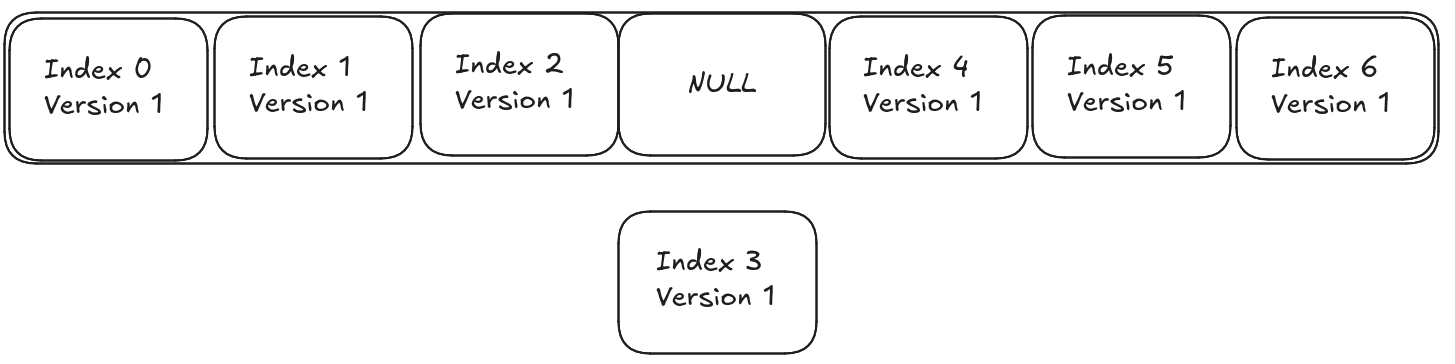 Index 0
Version 1
Index 1
Version 1
Index 2
Version 1
NULL
Index 4
Version 1
Index 5
Version 1
Index 6
Version 1
Index 3
Version 1